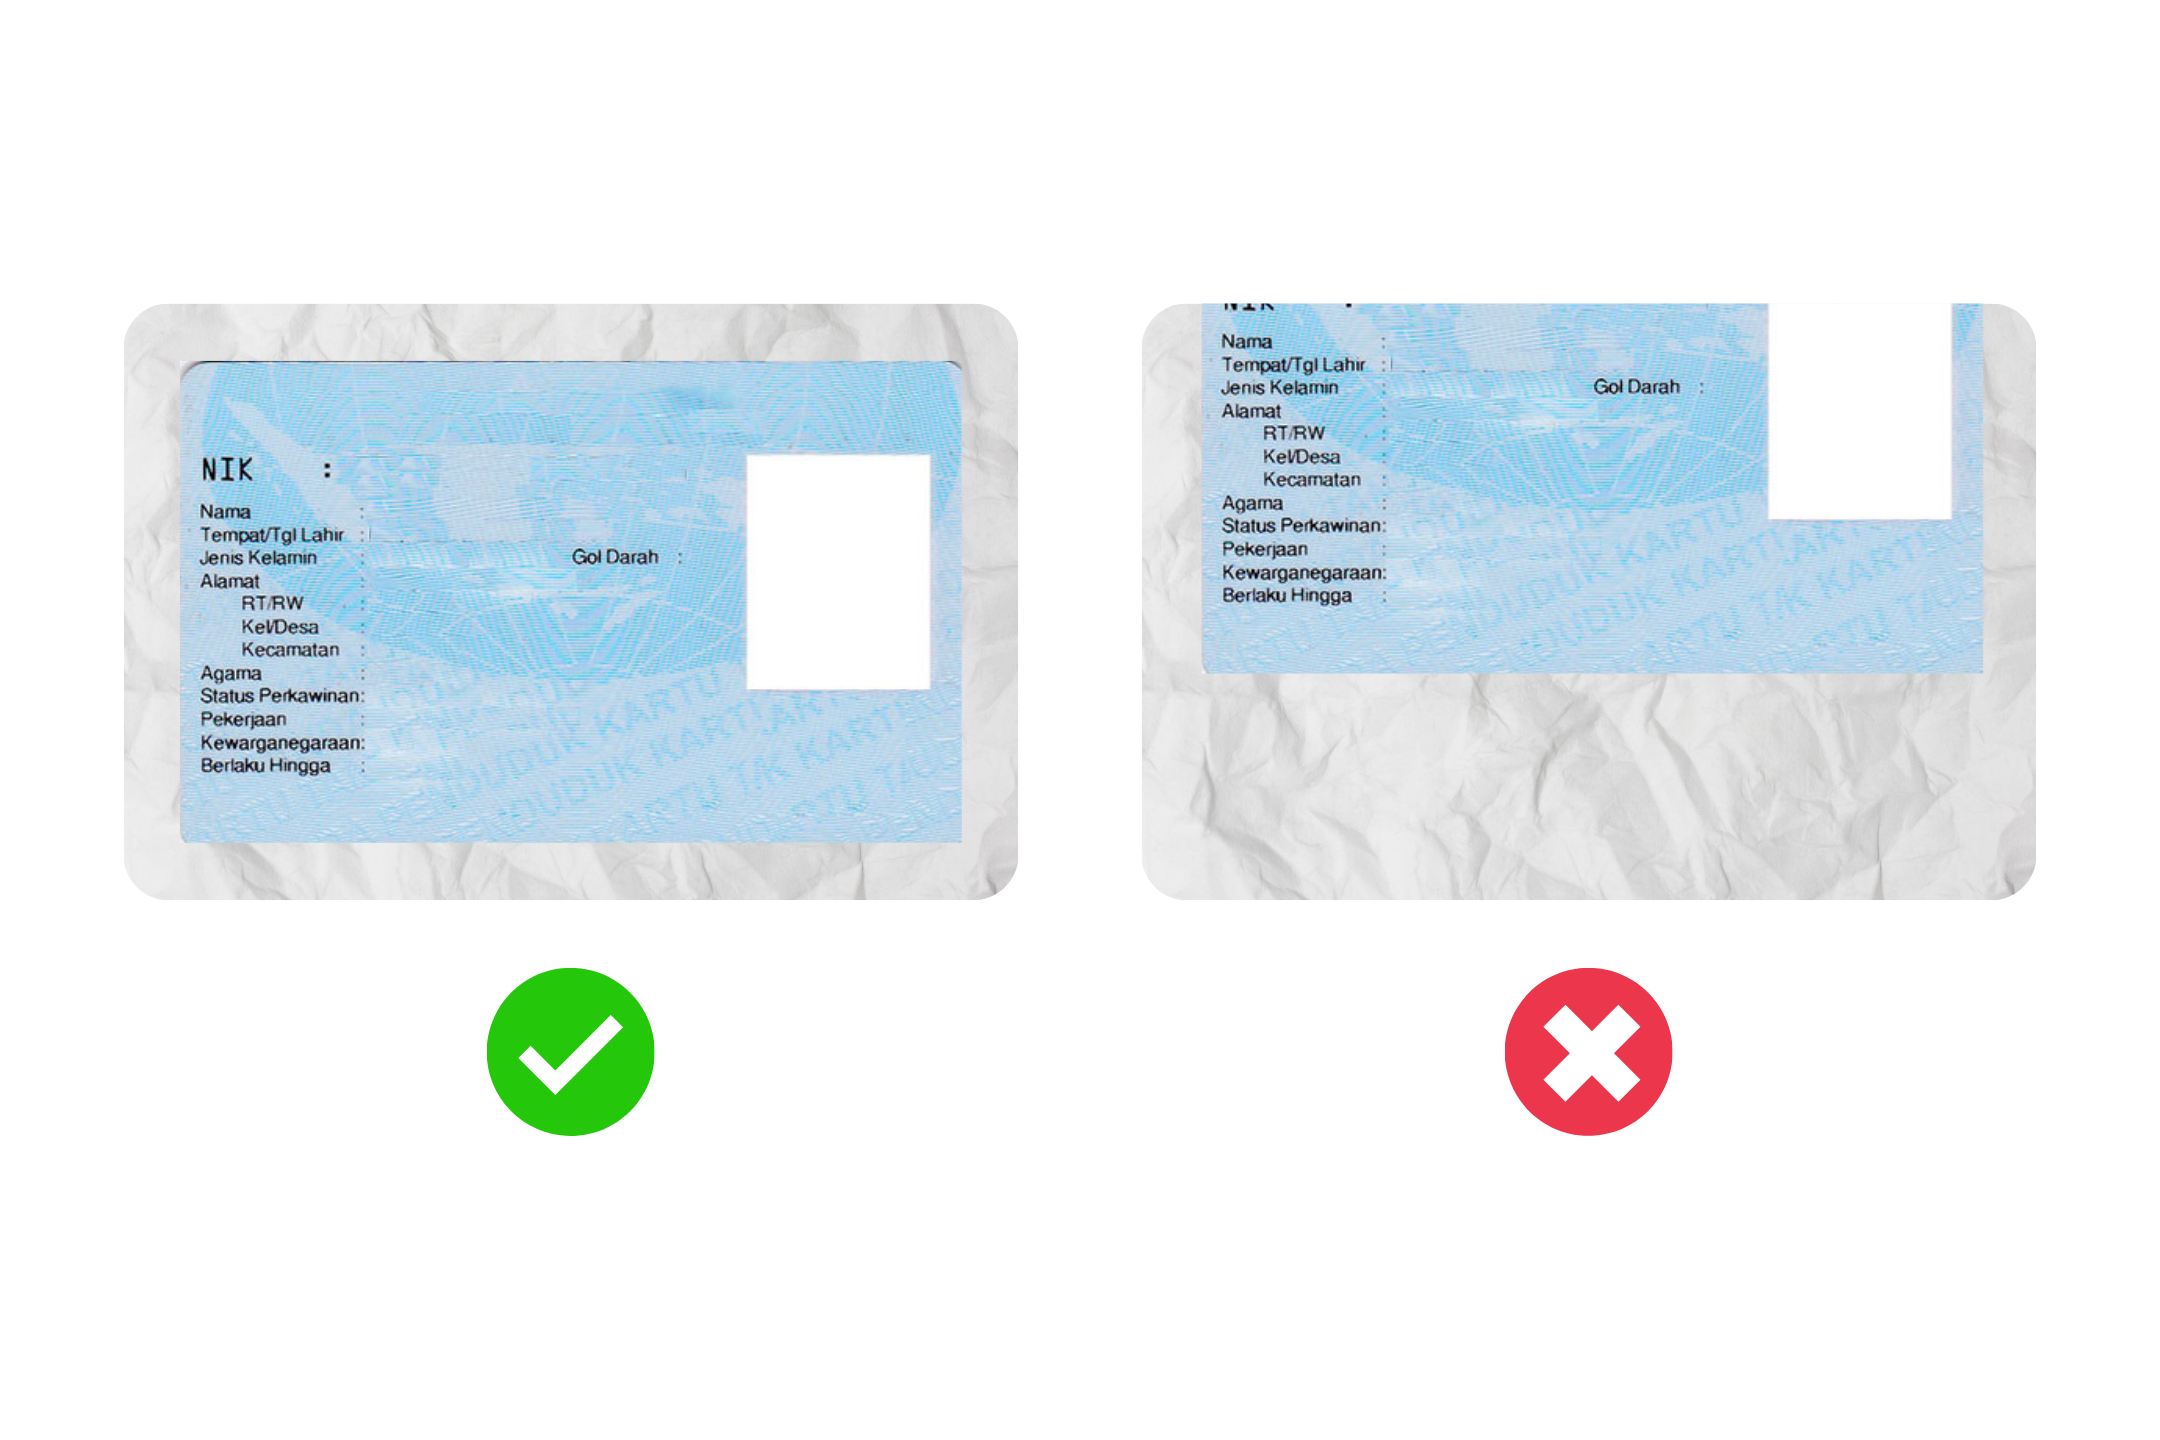 NIK :
Nama :
Tempat/Tgl Lahir :
Jenis Kelamin : Gol Darah :
Alamat :
RT/RW :
Kel/Desa :
Kecamatan :
Agama :
Status Perkawinan:
Pekerjaan :
Kewarganegaraan:
Berlaku Hingga :
NIK :
Nama :
Tempat/Tgl Lahir :
Jenis Kelamin : Gol Darah :
Alamat :
RT/RW :
Kel/Desa :
Kecamatan :
Agama :
Status Perkawinan:
Pekerjaan :
Kewarganegaraan:
Berlaku Hingga :